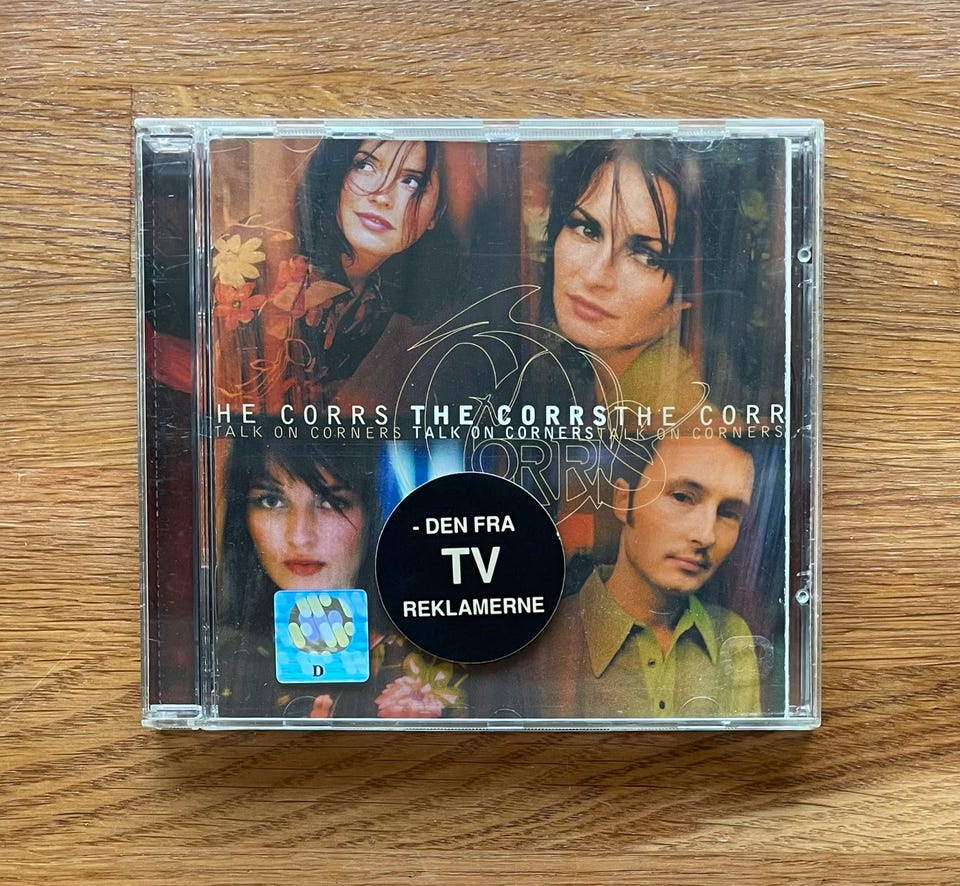 HE CORRS THE CORRS THE CORR
TALK ON CORNERS TALK ON CORNERS TALK ON CORNERS
CORRS
- DEN FRA
TV
REKLAMERNE
D